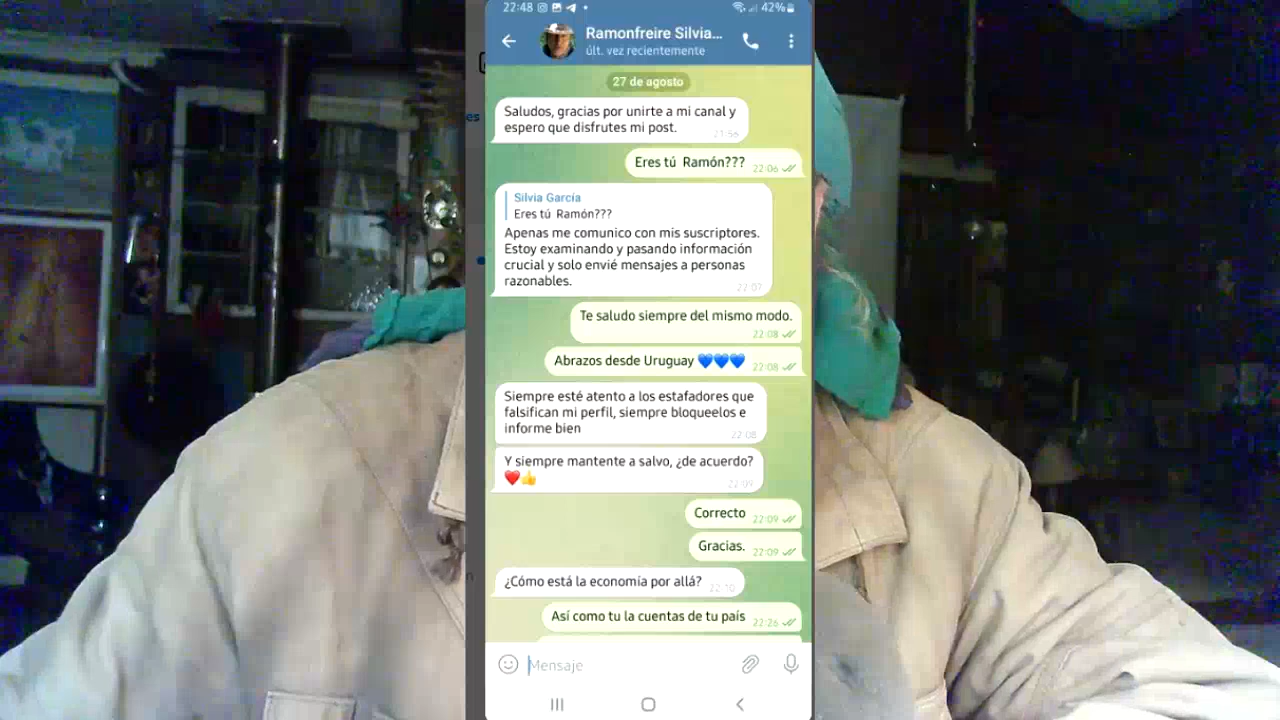 22:48
42%
Ramonfreire Silvia...
últ. vez recientemente
27 de agosto
Saludos, gracias por unirte a mi canal y
espero que disfrutes mi post.
21:56
Eres tú Ramón???
22:06
Silvia García
Eres tú Ramón???
Apenas me comunico con mis suscriptores.
Estoy examinando y pasando información
crucial y solo envié mensajes a personas
razonables.
22:07
Te saludo siempre del mismo modo.
22:08
Abrazos desde Uruguay 💙💙💙
22:08
Siempre esté atento a los estafadores que
falsifican mi perfil, siempre bloqueelos e
informe bien
22:08
Y siempre mantente a salvo, ¿de acuerdo?
❤️👍
22:09
Correcto
22:09
Gracias.
22:09
¿Cómo está la economía por allá?
22:10
Así como tu la cuentas de tu país
22:26
Mensaje
es
n